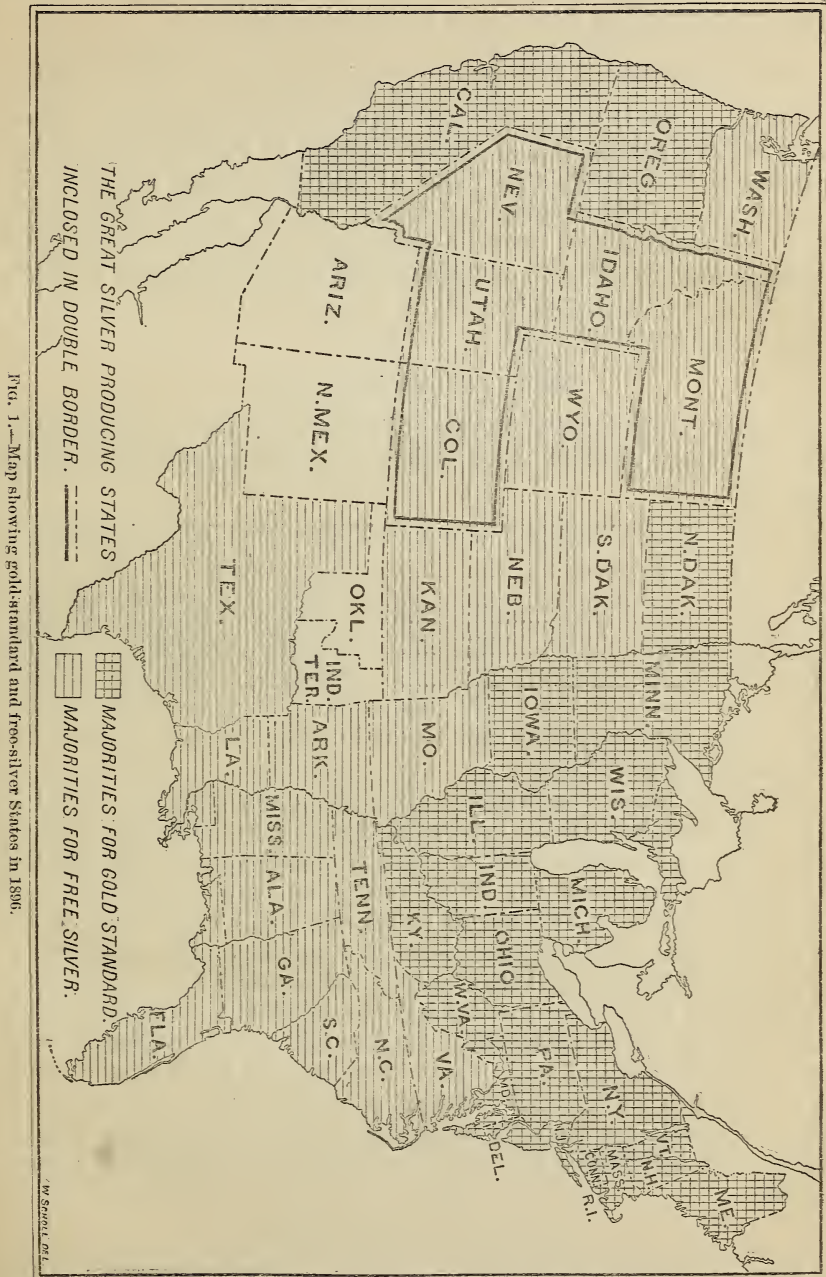 WASH.
OREG.
CAL.
NEV.
IDAHO.
MONT.
WYO.
UTAH.
COL.
ARIZ.
N.MEX.
N.DAK.
S.DAK.
NEB.
KAN.
OKL.
IND.
TER.
TEX.
MINN.
IOWA.
MO.
ARK.
LA.
WIS.
ILL.
MICH.
IND.
OHIO
KY.
TENN.
MISS.
ALA.
GA.
FLA.
S.C.
N.C.
VA.
W.VA.
PA.
N.Y.
MD.
DEL.
N.J.
CONN.
R.I.
MASS.
VT.
N.H.
ME.
THE GREAT SILVER PRODUCING STATES
INCLOSED IN DOUBLE BORDER.
MAJORITIES FOR GOLD STANDARD.
MAJORITIES FOR FREE SILVER.
W SCHOLL DEL
FIG. 1.—Map showing gold-standard and free-silver States in 1896.